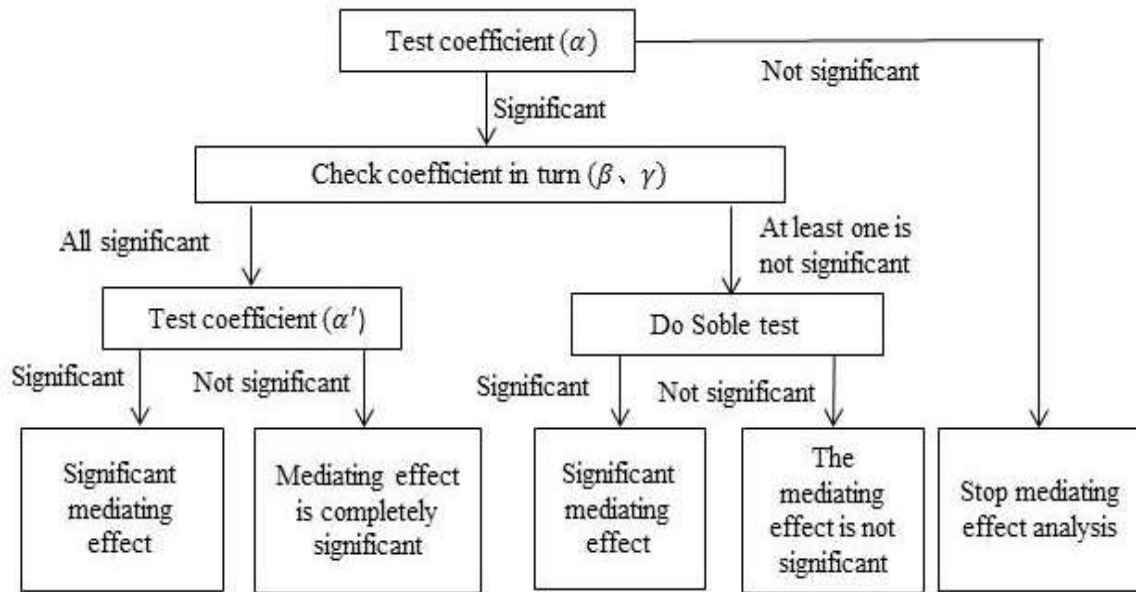 Test coefficient (α)
Not significant
Significant
Check coefficient in turn (β、γ)
All significant
At least one is
not significant
Test coefficient (α′)
Do Soble test
Significant
Not significant
Significant
Not significant
Significant
mediating
effect
Mediating effect
is completely
significant
Significant
mediating
effect
The
mediating
effect is not
significant
Stop mediating
effect analysis